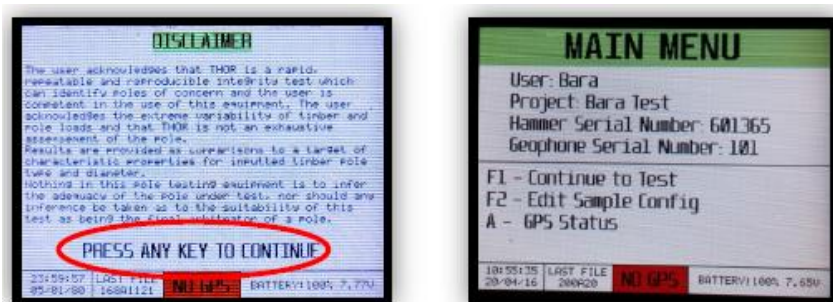 DISCLAIMER
The user acknowledges that THOR is a rapid,
repeatable and reproducible integrity test which
can identify poles of concern and the user is
competent in the use of this equipment. The user
acknowledges the extreme variability of timber and
pole loads and that THOR is not an exhaustive
assessment of the pole.
Results are provided as comparisons to a target of
characteristic properties for inputted timber pole
type and diameter.
Nothing in this pole testing equipment is to infer
the adequacy of the pole under test, nor should any
inference be taken as to the suitability of this
test as being the final arbitrator of a pole.
PRESS ANY KEY TO CONTINUE
23:59:57 LAST FILE
05/01/80 168A1121
NO GPS
BATTERY: 100% 7.77V
MAIN MENU
User: Bara
Project: Bara Test
Hammer Serial Number: 601365
Geophone Serial Number: 101
F1 - Continue to Test
F2 - Edit Sample Config
A - GPS Status
10:55:35 LAST FILE
20/04/16 200A20
NO GPS
BATTERY: 100% 7.65V